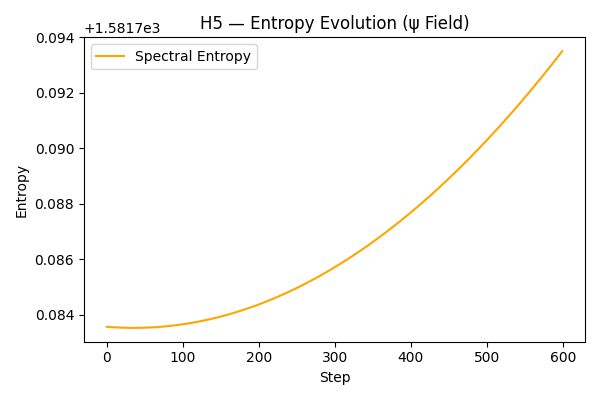 H5 — Entropy Evolution (ψ Field)
+1.5817e3
Spectral Entropy
0.094
0.092
0.090
0.088
0.086
0.084
Entropy
0 100 200 300 400 500 600
Step